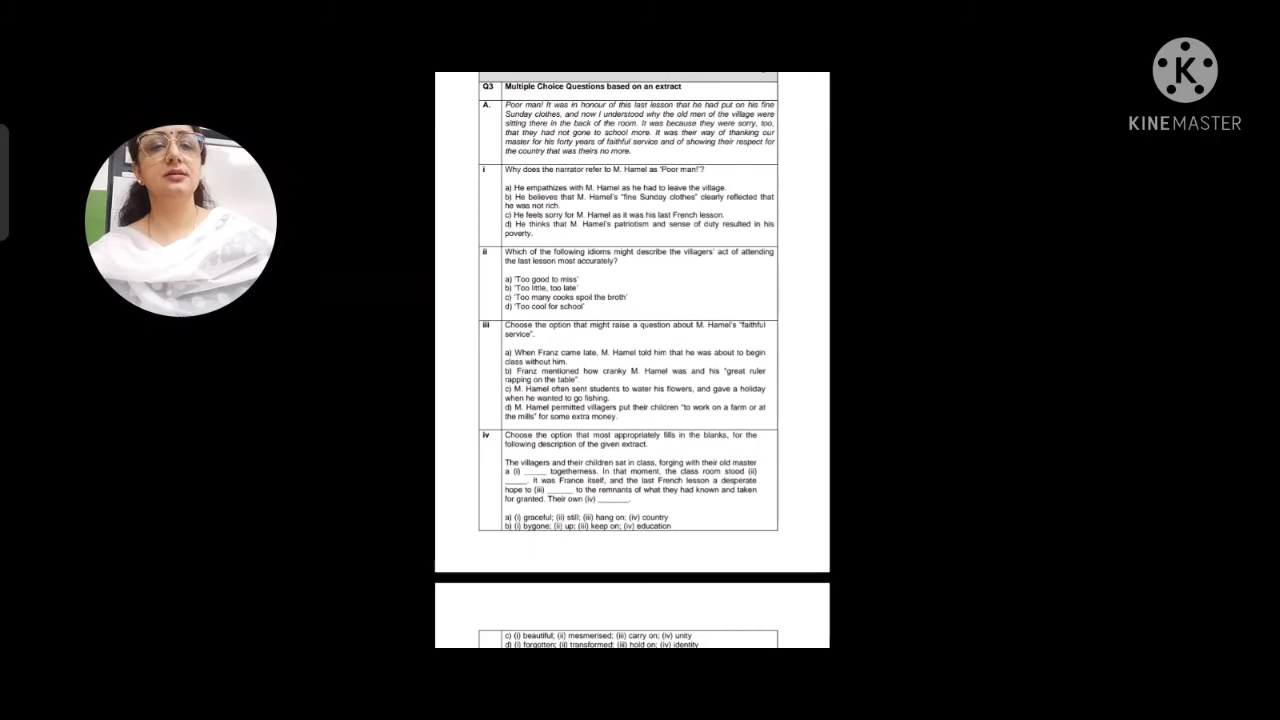 KINEMASTER
Q3 Multiple Choice Questions based on an extract
A. Poor man! It was in honour of this last lesson that he had put on his fine
Sunday clothes, and now I understood why the old men of the village were
sitting there in the back of the room. It was because they were sorry, too,
that they had not gone to school more. It was their way of thanking our
master for his forty years of faithful service and of showing their respect for
the country that was theirs no more.
i Why does the narrator refer to M. Hamel as 'Poor man!'?
a) He empathizes with M. Hamel as he had to leave the village.
b) He believes that M. Hamel's "fine Sunday clothes" clearly reflected that
he was not rich.
c) He feels sorry for M. Hamel as it was his last French lesson.
d) He thinks that M. Hamel's patriotism and sense of duty resulted in his
poverty.
ii Which of the following idioms might describe the villagers' act of attending
the last lesson most accurately?
a) 'Too good to miss'
b) 'Too little, too late'
c) 'Too many cooks spoil the broth'
d) 'Too cool for school'
iii Choose the option that might raise a question about M. Hamel's "faithful
service".
a) When Franz came late, M. Hamel told him that he was about to begin
class without him.
b) Franz mentioned how cranky M. Hamel was and his "great ruler
rapping on the table".
c) M. Hamel often sent students to water his flowers, and gave a holiday
when he wanted to go fishing.
d) M. Hamel permitted villagers put their children "to work on a farm or at
the mills" for some extra money.
iv Choose the option that most appropriately fills in the blanks, for the
following description of the given extract.
The villagers and their children sat in class, forging with their old master
a (i) _____ togetherness. In that moment, the class room stood (ii)
_____. It was France itself, and the last French lesson a desperate
hope to (iii) ______ to the remnants of what they had known and taken
for granted. Their own (iv) _______.
a) (i) graceful; (ii) still; (iii) hang on; (iv) country
b) (i) bygone; (ii) up; (iii) keep on; (iv) education
c) (i) beautiful; (ii) mesmerised; (iii) carry on; (iv) unity
d) (i) forgotten; (ii) transformed; (iii) hold on; (iv) identity